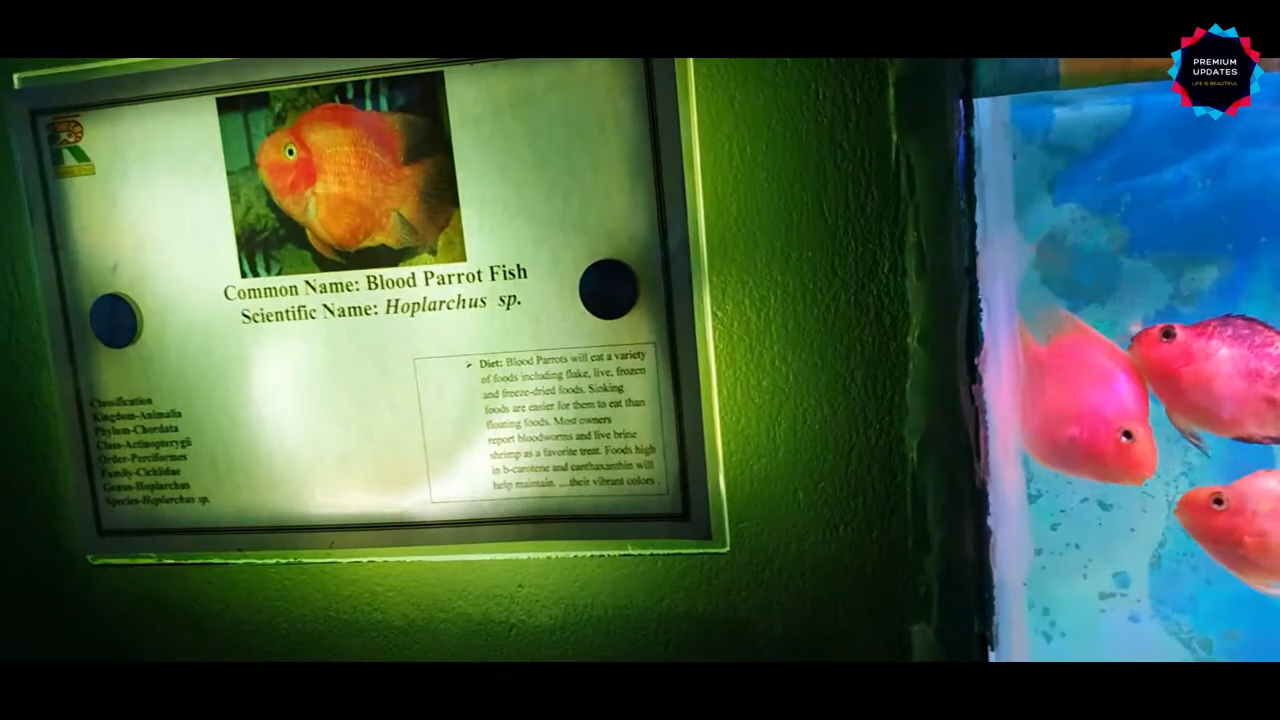 PREMIUM
UPDATES
LIFE IS BEAUTIFUL
Common Name: Blood Parrot Fish
Scientific Name: Hoplarchus sp.
Classification
Kingdom-Animalia
Phylum-Chordata
Class-Actinopterygii
Order-Perciformes
Family-Cichlidae
Genus-Hoplarchus
Species-Hoplarchus sp.
➢ Diet: Blood Parrots will eat a variety
of foods including flake, live, frozen
and freeze-dried foods. Sinking
foods are easier for them to eat than
floating foods. Most owners
report bloodworms and live brine
shrimp as a favorite treat. Foods high
in b-carotene and canthaxanthin will
help maintain. ....their vibrant colors .